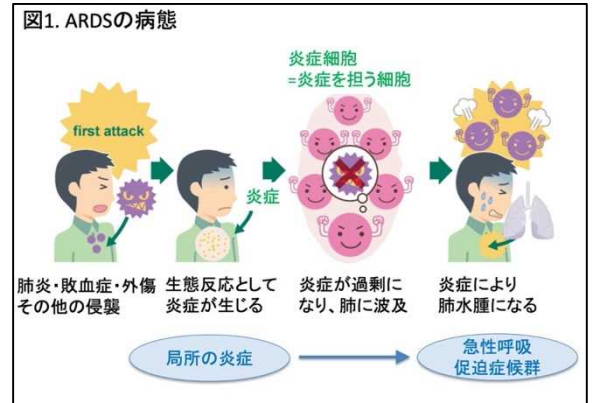 図1. ARDSの病態
炎症細胞
=炎症を担う細胞
first attack
炎症
肺炎・敗血症・外傷
その他の侵襲
生態反応として
炎症が生じる
炎症が過剰に
なり、肺に波及
炎症により
肺水腫になる
局所の炎症
急性呼吸
促迫症候群